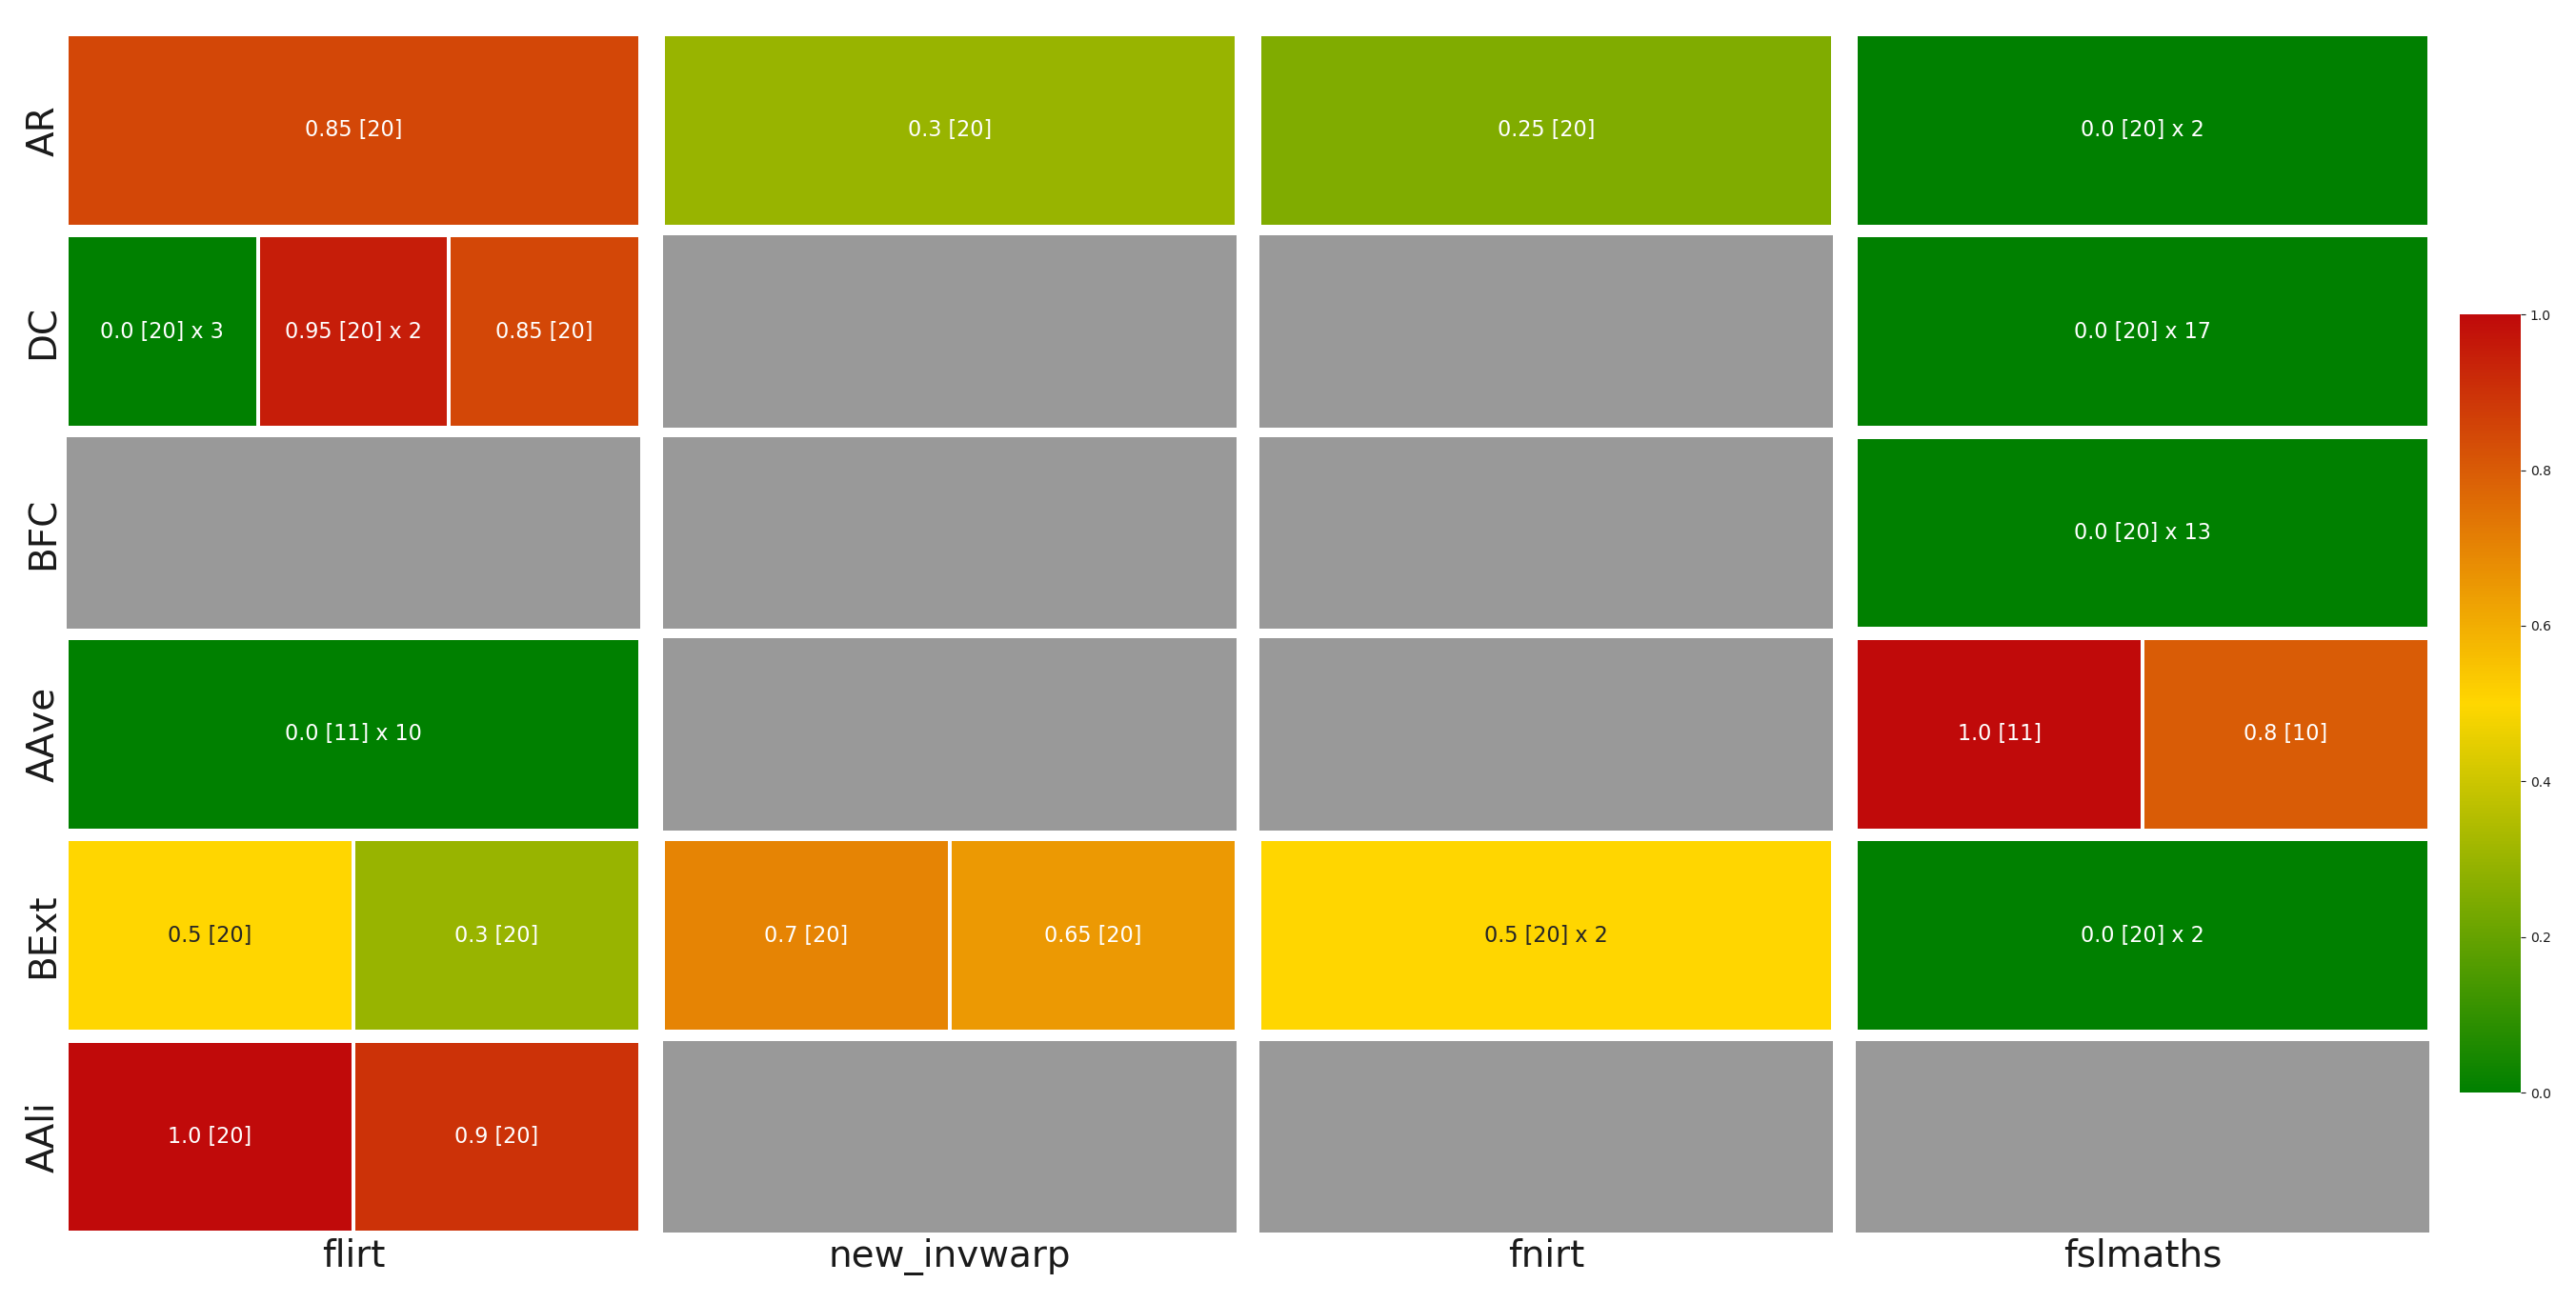 AR
0.85 [20]
0.3 [20]
0.25 [20]
0.0 [20] x 2
DC
0.0 [20] x 3
0.95 [20] x 2
0.85 [20]
0.0 [20] x 17
BFC
0.0 [20] x 13
AAve
0.0 [11] x 10
1.0 [11]
0.8 [10]
BExt
0.5 [20]
0.3 [20]
0.7 [20]
0.65 [20]
0.5 [20] x 2
0.0 [20] x 2
AAli
1.0 [20]
0.9 [20]
flirt
new_invwarp
fnirt
fslmaths
1.0
0.8
0.6
0.4
0.2
0.0